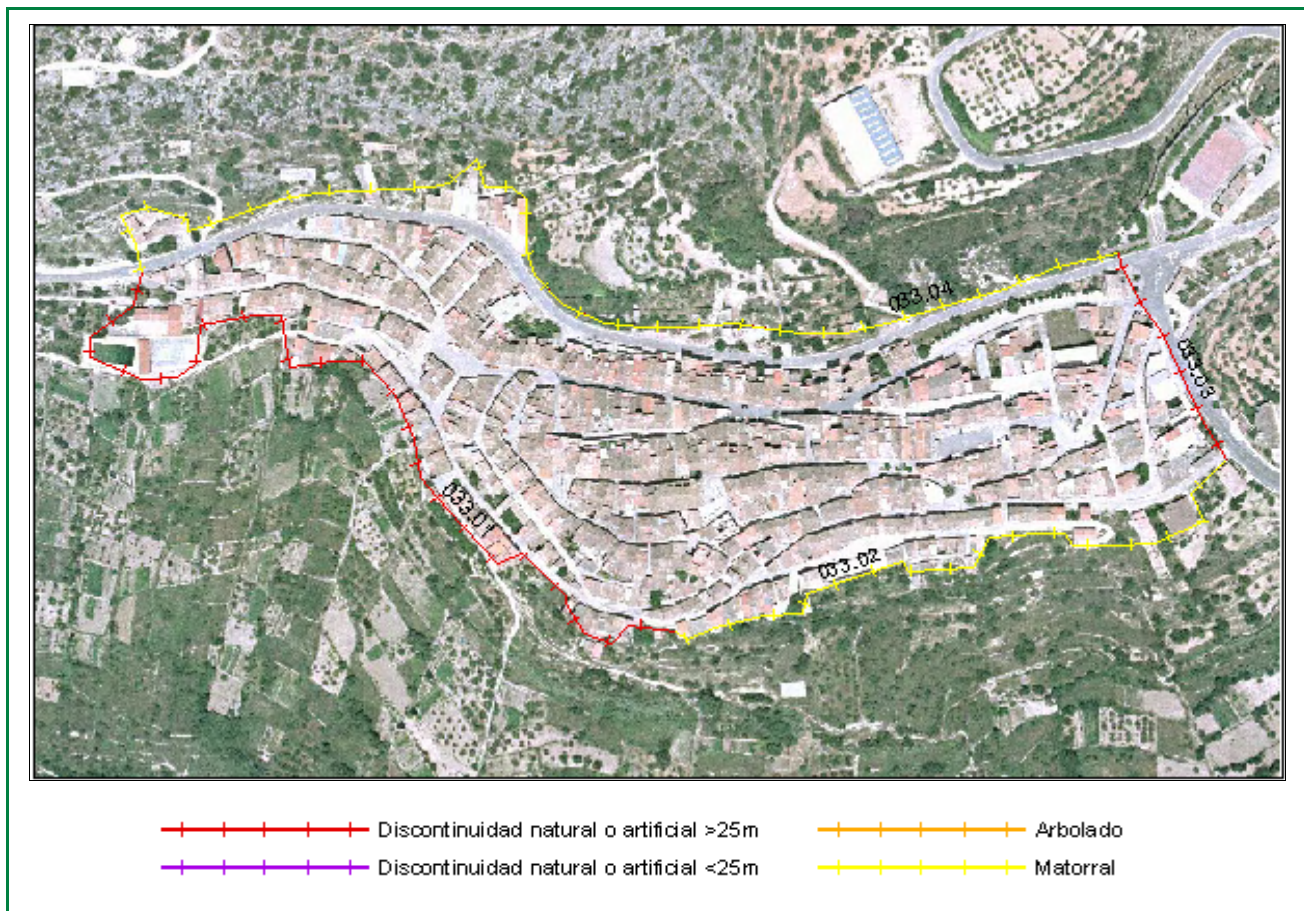 033.04
033.03
033.01
033.02
Discontinuidad natural o artificial >25m
Arbolado
Discontinuidad natural o artificial <25m
Matorral